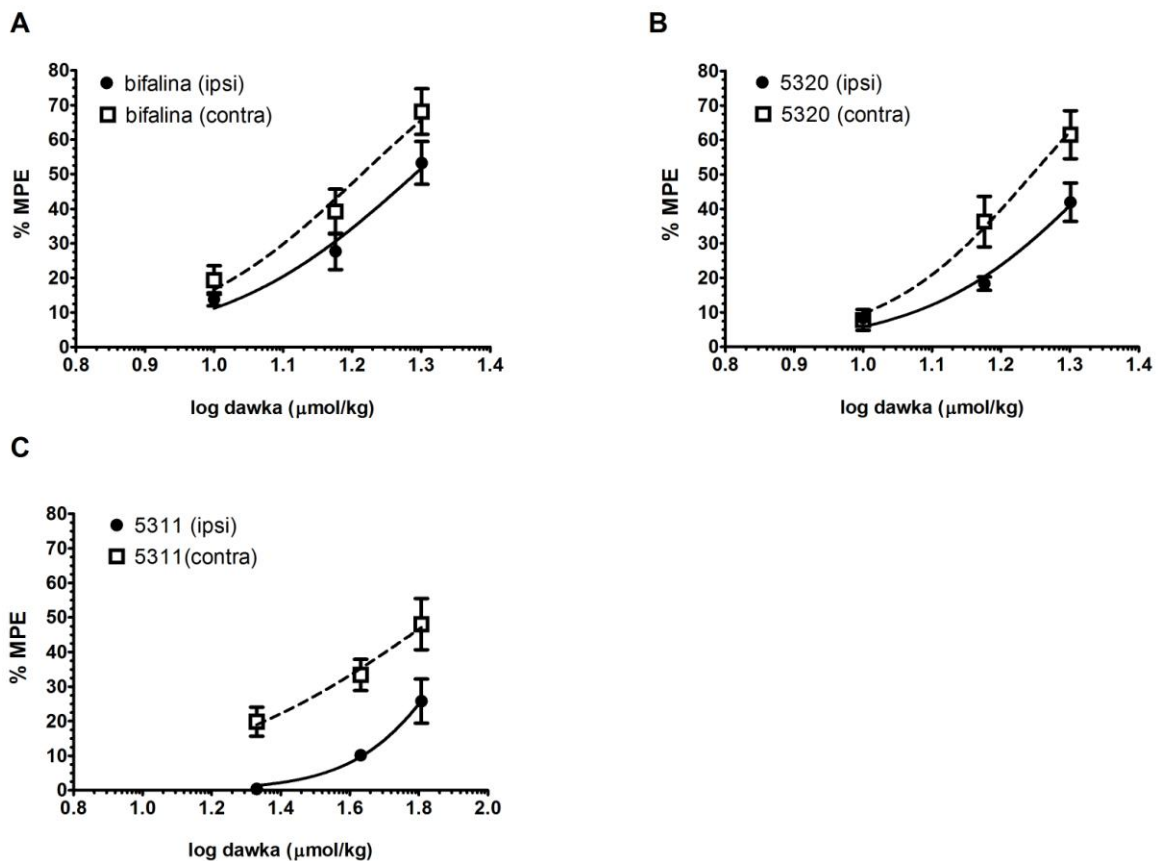 A
bifalina (ipsi)
bifalina (contra)
% MPE
80
70
60
50
40
30
20
10
0
0.8 0.9 1.0 1.1 1.2 1.3 1.4
log dawka (μmol/kg)
B
5320 (ipsi)
5320 (contra)
% MPE
80
70
60
50
40
30
20
10
0
0.8 0.9 1.0 1.1 1.2 1.3 1.4
log dawka (μmol/kg)
C
5311 (ipsi)
5311(contra)
% MPE
80
70
60
50
40
30
20
10
0
0.8 1.0 1.2 1.4 1.6 1.8 2.0
log dawka (μmol/kg)